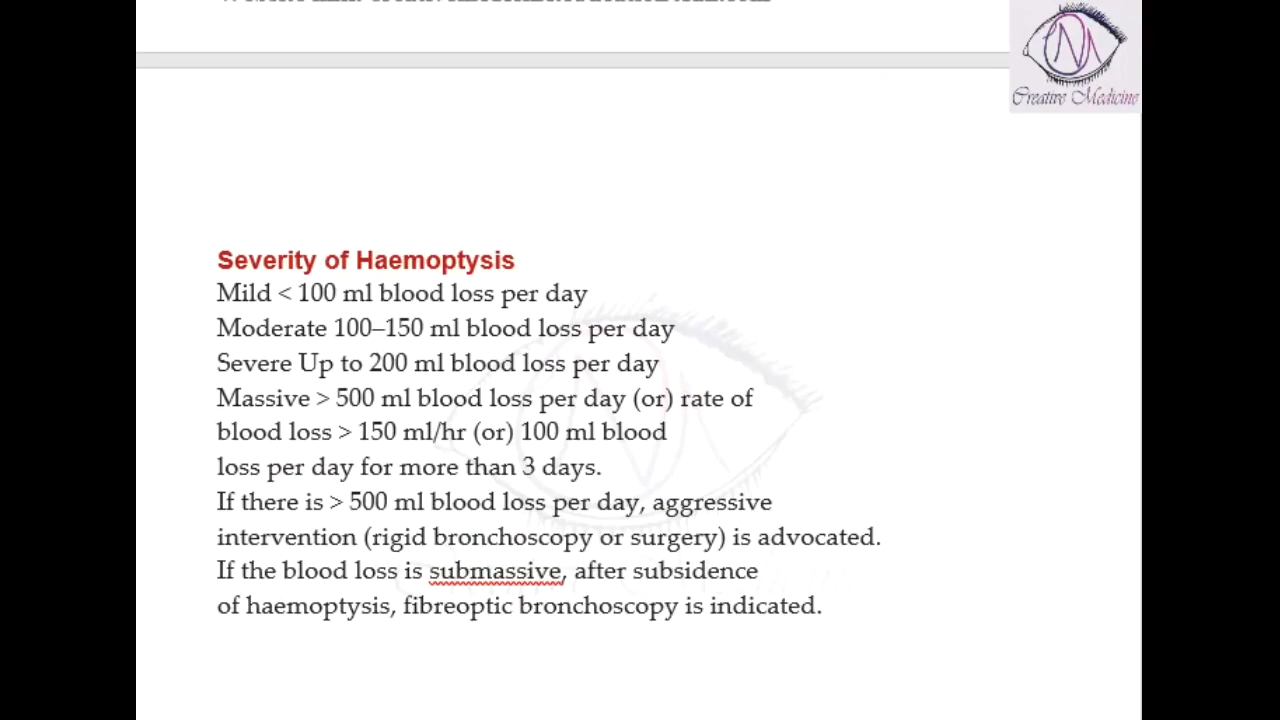 Creative Medicine
Severity of Haemoptysis
Mild < 100 ml blood loss per day
Moderate 100–150 ml blood loss per day
Severe Up to 200 ml blood loss per day
Massive > 500 ml blood loss per day (or) rate of
blood loss > 150 ml/hr (or) 100 ml blood
loss per day for more than 3 days.
If there is > 500 ml blood loss per day, aggressive
intervention (rigid bronchoscopy or surgery) is advocated.
If the blood loss is submassive, after subsidence
of haemoptysis, fibreoptic bronchoscopy is indicated.